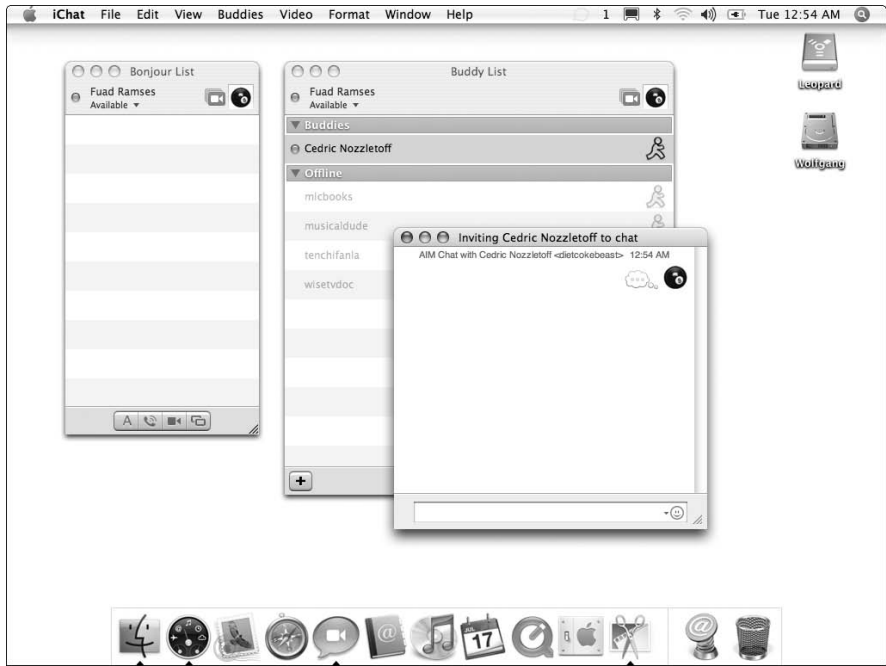 iChat File Edit View Buddies Video Format Window Help 1 Tue 12:54 AM
Bonjour List
Fuad Ramses
Available
A
Buddy List
Fuad Ramses
Available
Buddies
Cedric Nozzletoff
Offline
micbooks
musicaldude
tenchifanla
wisetvdoc
Inviting Cedric Nozzletoff to chat
AIM Chat with Cedric Nozzletoff <dietcokebeast> 12:54 AM
Leopard
Wolfgang
JUL
17